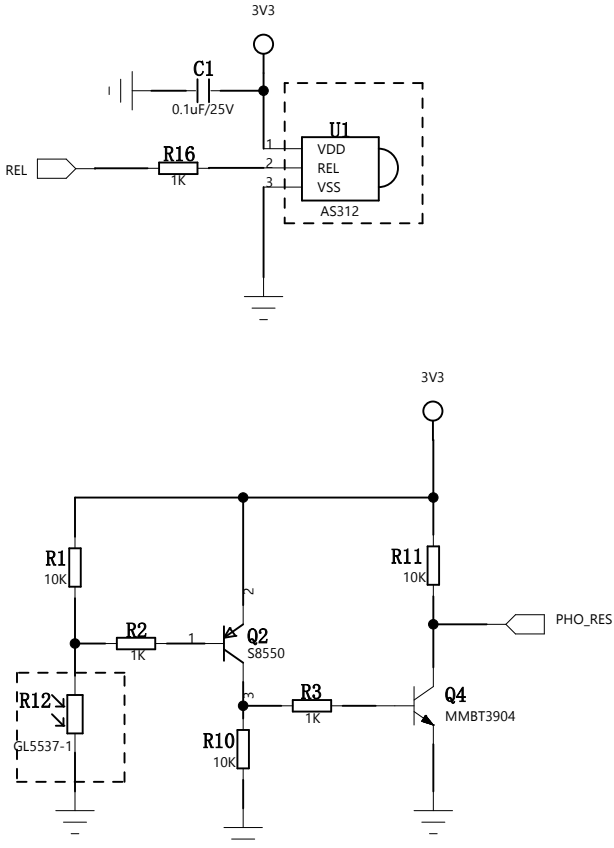 3V3
C1
0.1uF/25V
U1
1 VDD
R16
REL
2 REL
1K
3 VSS
AS312
3V3
R1
10K
R11
10K
2
PHO_RES
R2
1
Q2
1K
S8550
R12
3
R3
Q4
1K
MMBT3904
GL5537-1
R10
10K